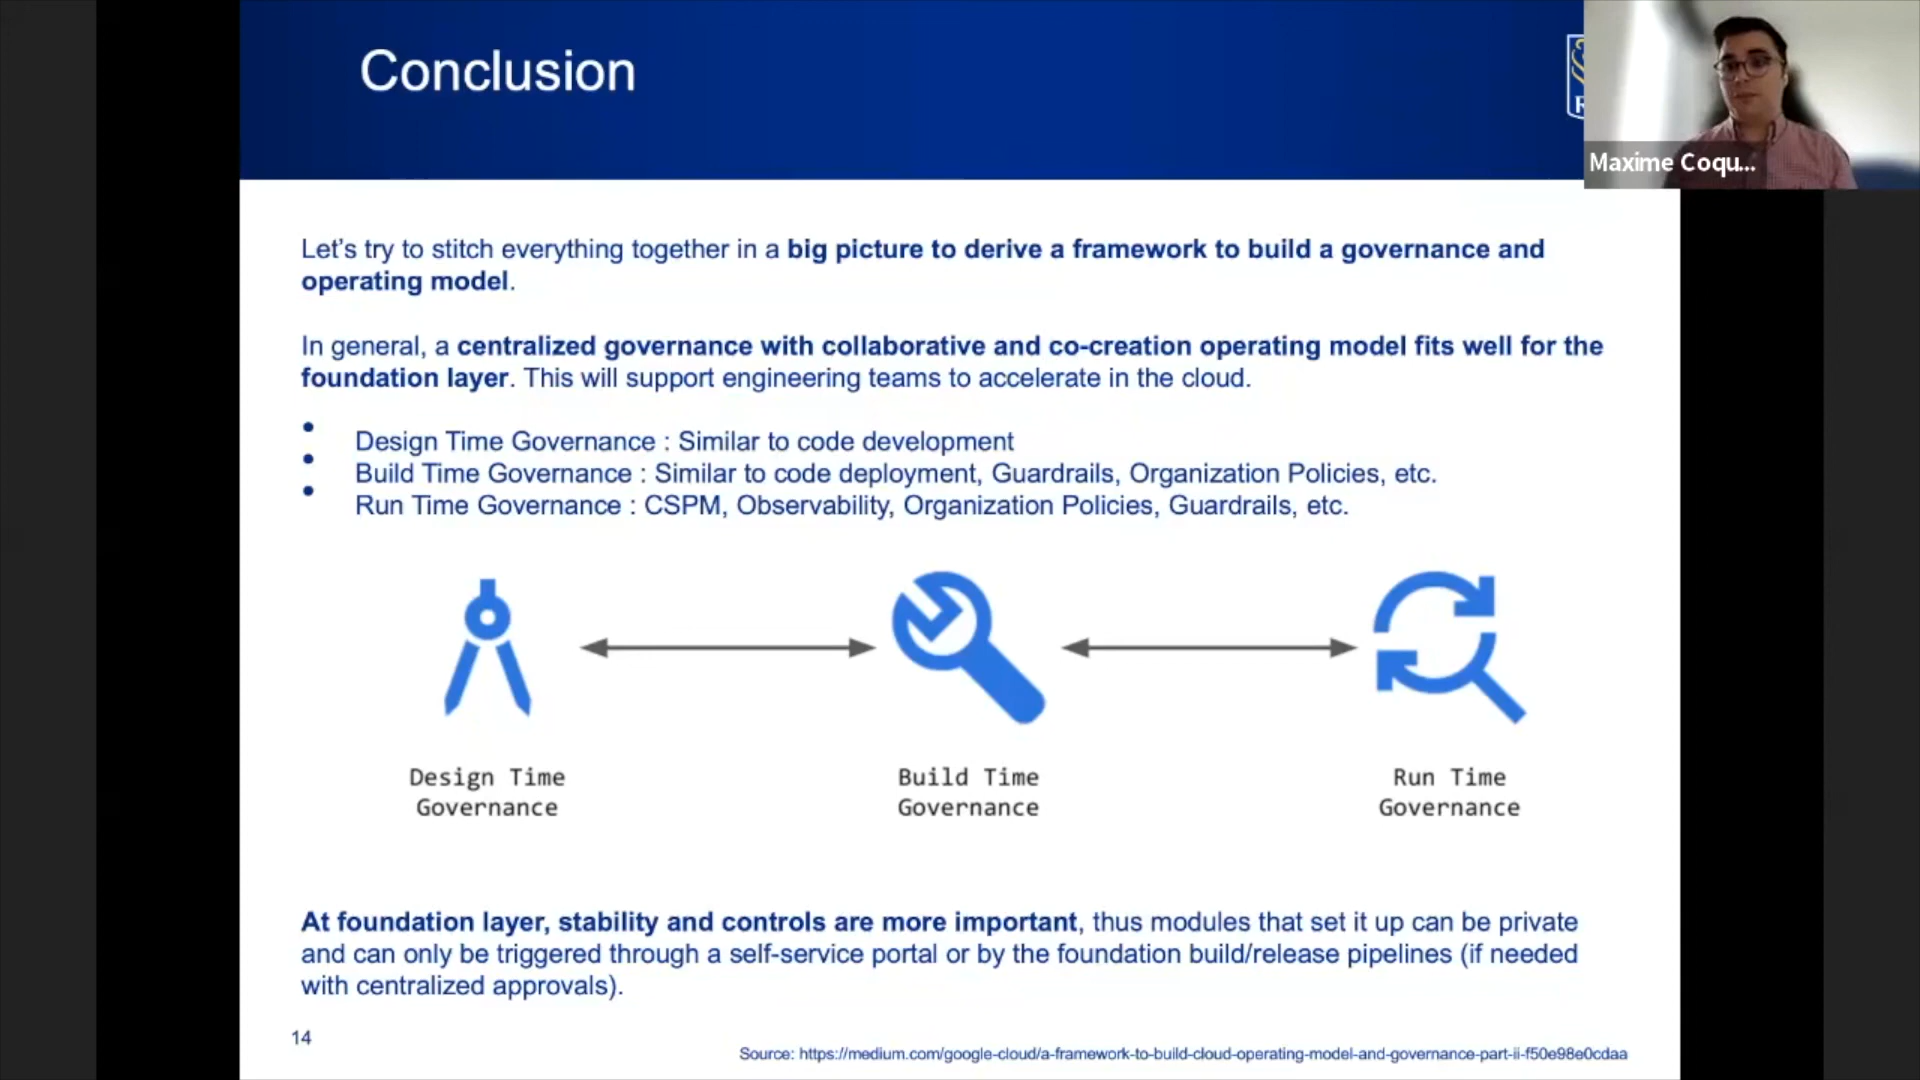 Conclusion
R
Maxime Coqu...
Let's try to stitch everything together in a big picture to derive a framework to build a governance and
operating model.
In general, a centralized governance with collaborative and co-creation operating model fits well for the
foundation layer. This will support engineering teams to accelerate in the cloud.
• Design Time Governance : Similar to code development
• Build Time Governance : Similar to code deployment, Guardrails, Organization Policies, etc.
• Run Time Governance : CSPM, Observability, Organization Policies, Guardrails, etc.
Design Time
Governance
Build Time
Governance
Run Time
Governance
At foundation layer, stability and controls are more important, thus modules that set it up can be private
and can only be triggered through a self-service portal or by the foundation build/release pipelines (if needed
with centralized approvals).
14
Source: https://medium.com/google-cloud/a-framework-to-build-cloud-operating-model-and-governance-part-ii-f50e98e0cdaa